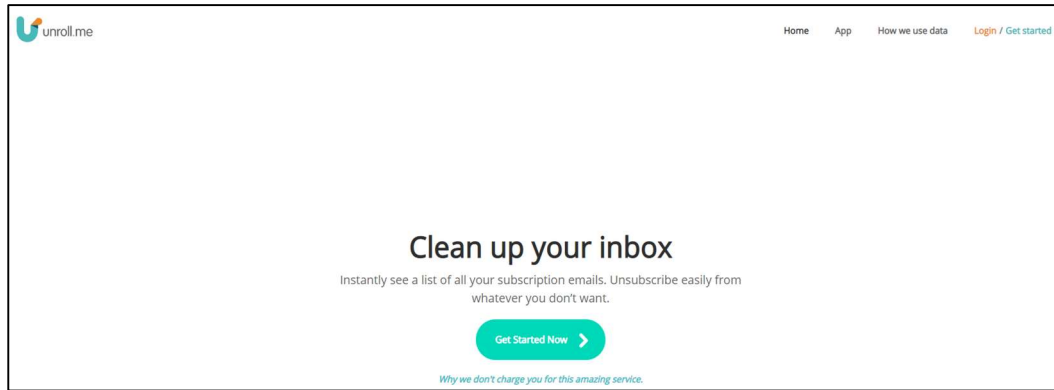 unroll.me
Home App How we use data Login / Get started
Clean up your inbox
Instantly see a list of all your subscription emails. Unsubscribe easily from
whatever you don't want.
Get Started Now
Why we don't charge you for this amazing service.